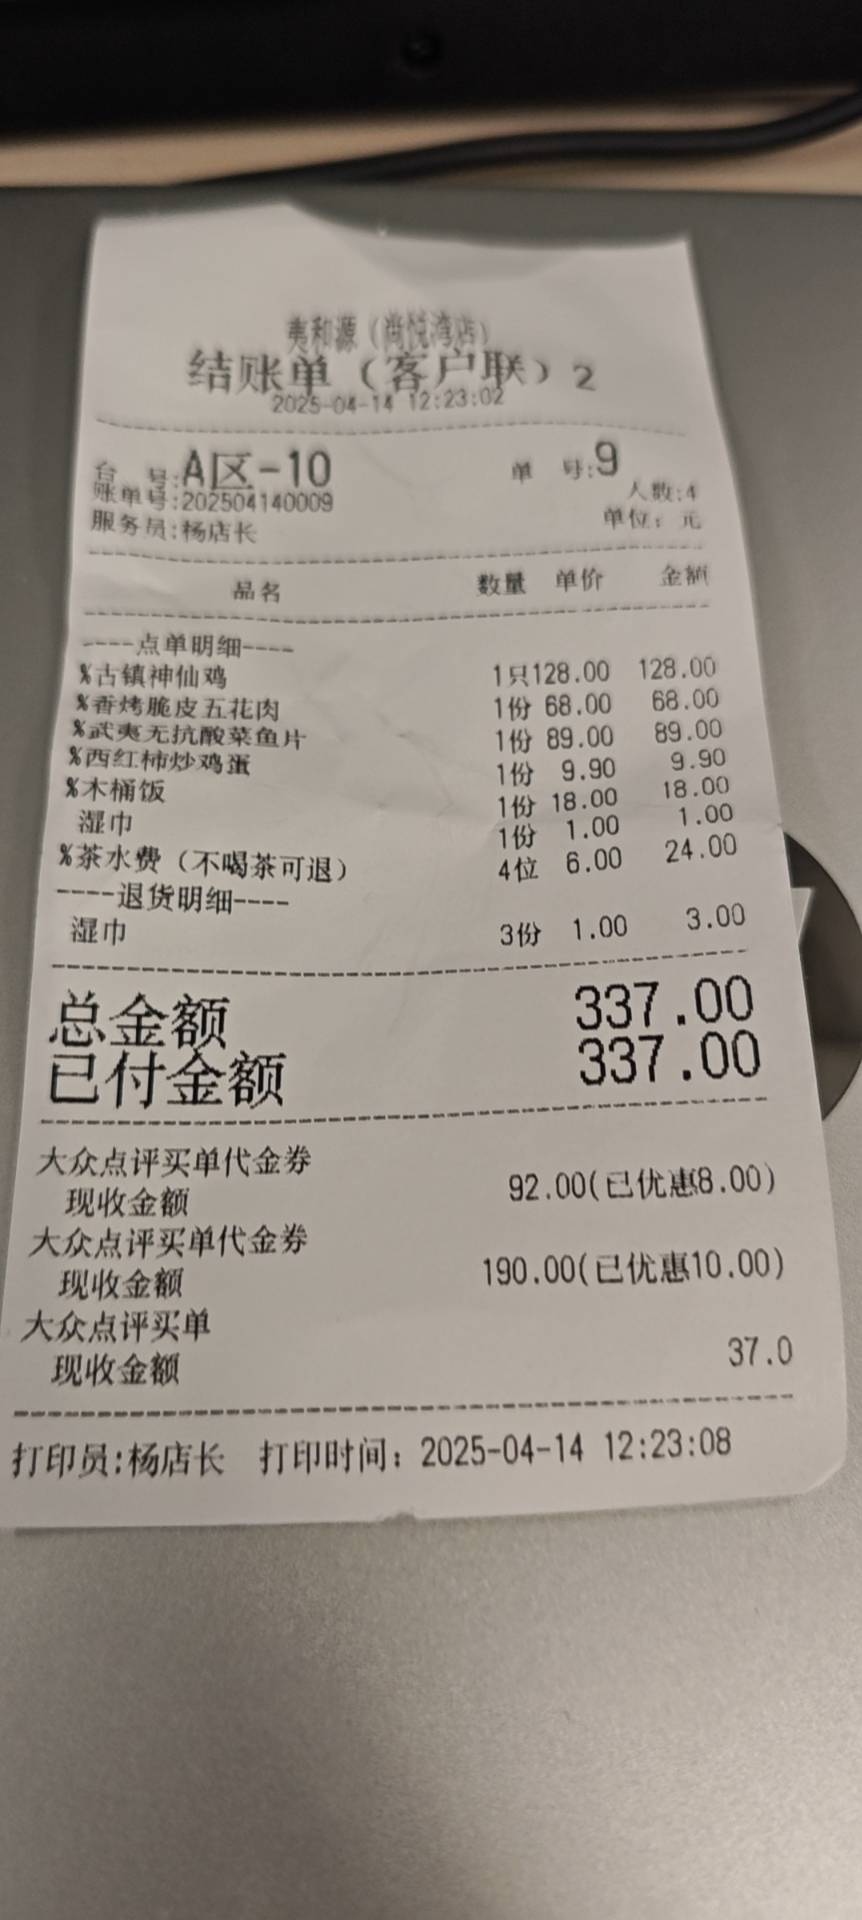 夷和源（尚悦湾店）
结账单（客户联）2
2025-04-14 12:23:02
台 号:A区-10 单 号:9
账单号:202504140009 人数:4
服务员:杨店长 单位：元
品名 数量 单价 金额
----点单明细----
%古镇神仙鸡 1只128.00 128.00
%香烤脆皮五花肉 1份 68.00 68.00
%武夷无抗酸菜鱼片 1份 89.00 89.00
%西红柿炒鸡蛋 1份 9.90 9.90
%木桶饭 1份 18.00 18.00
湿巾 1份 1.00 1.00
%茶水费（不喝茶可退） 4位 6.00 24.00
----退货明细----
湿巾 3份 1.00 3.00
总金额 337.00
已付金额 337.00
大众点评买单代金券
现收金额 92.00(已优惠8.00)
大众点评买单代金券
现收金额 190.00(已优惠10.00)
大众点评买单
现收金额 37.0
打印员:杨店长 打印时间：2025-04-14 12:23:08